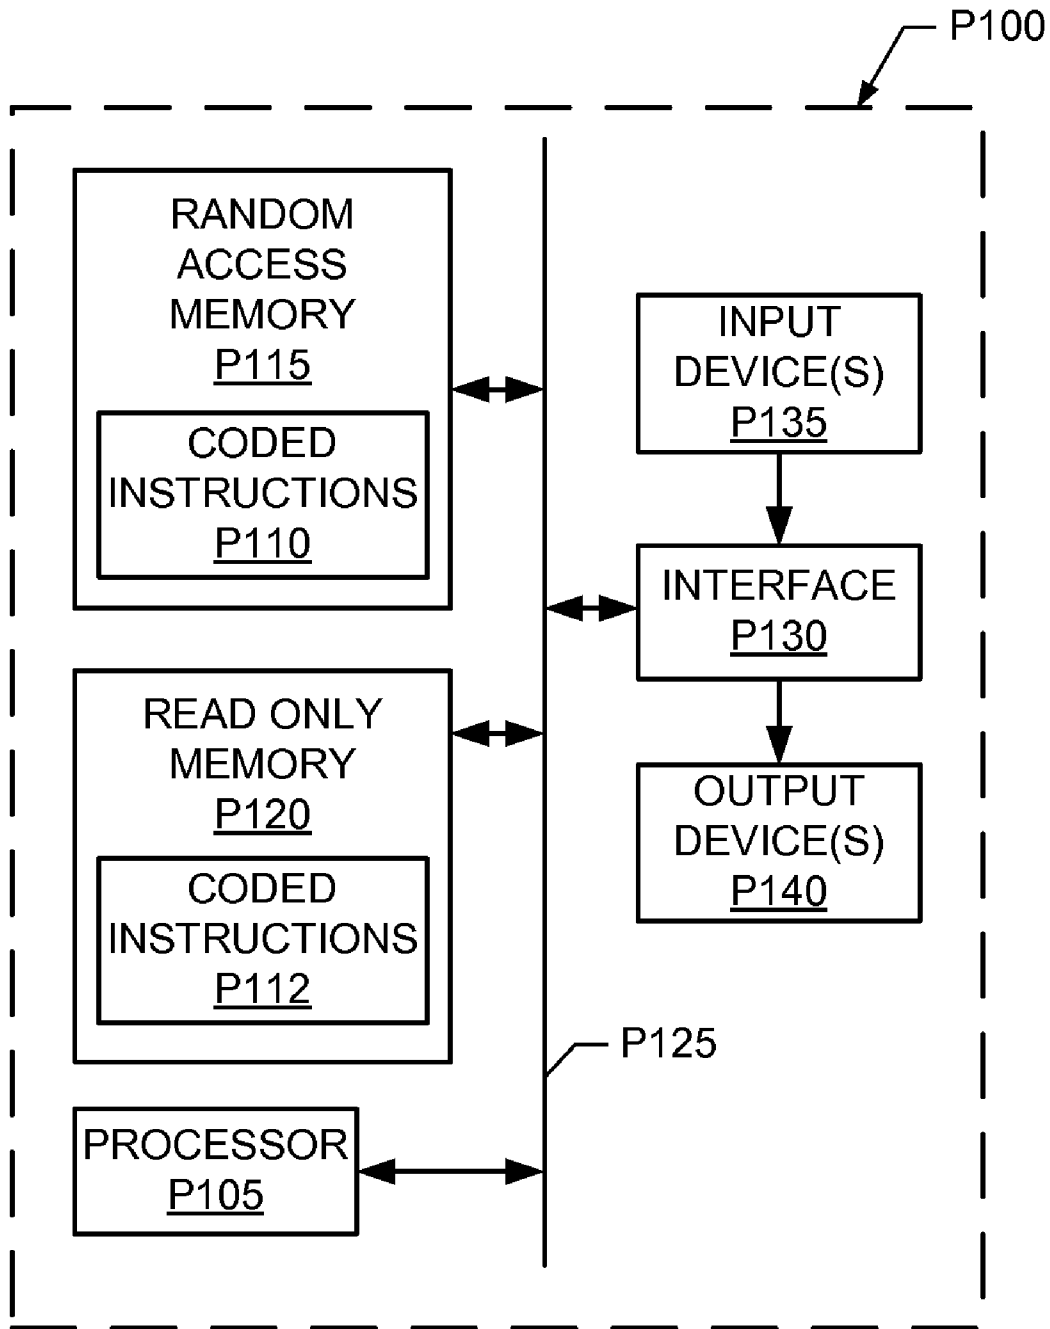 P100
RANDOM
ACCESS
MEMORY
P115
CODED
INSTRUCTIONS
P110
READ ONLY
MEMORY
P120
CODED
INSTRUCTIONS
P112
PROCESSOR
P105
INPUT
DEVICE(S)
P135
INTERFACE
P130
OUTPUT
DEVICE(S)
P140
P125